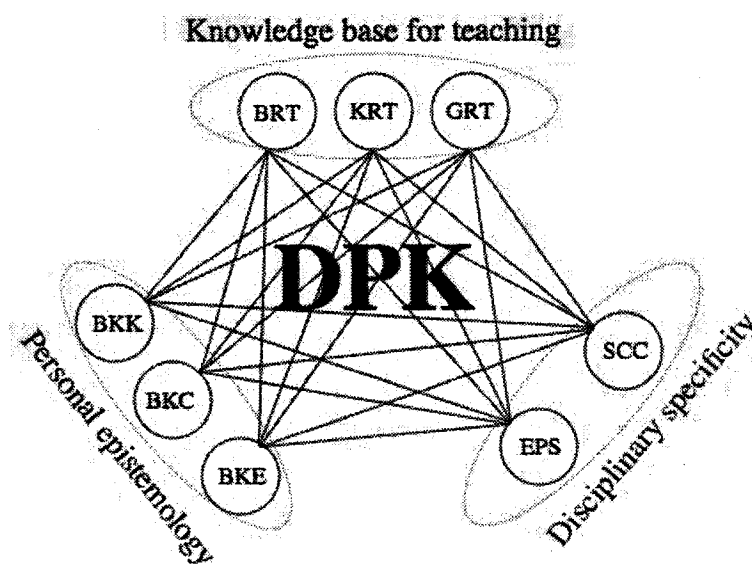 Knowledge base for teaching
BRT KRT GRT
DPK
BKK
BKC
BKE
Personal epistemology
SCC
EPS
Disciplinary specificity